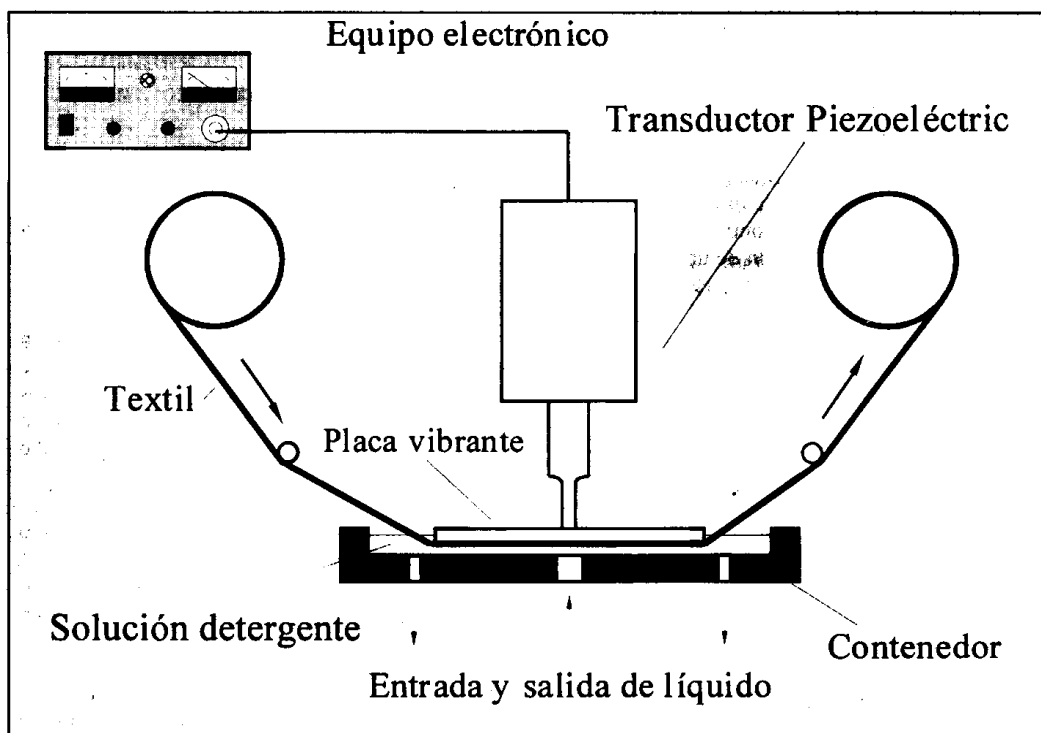 Equipo electrónico
Transductor Piezoeléctric
Textil
Placa vibrante
Solución detergente
Contenedor
Entrada y salida de líquido